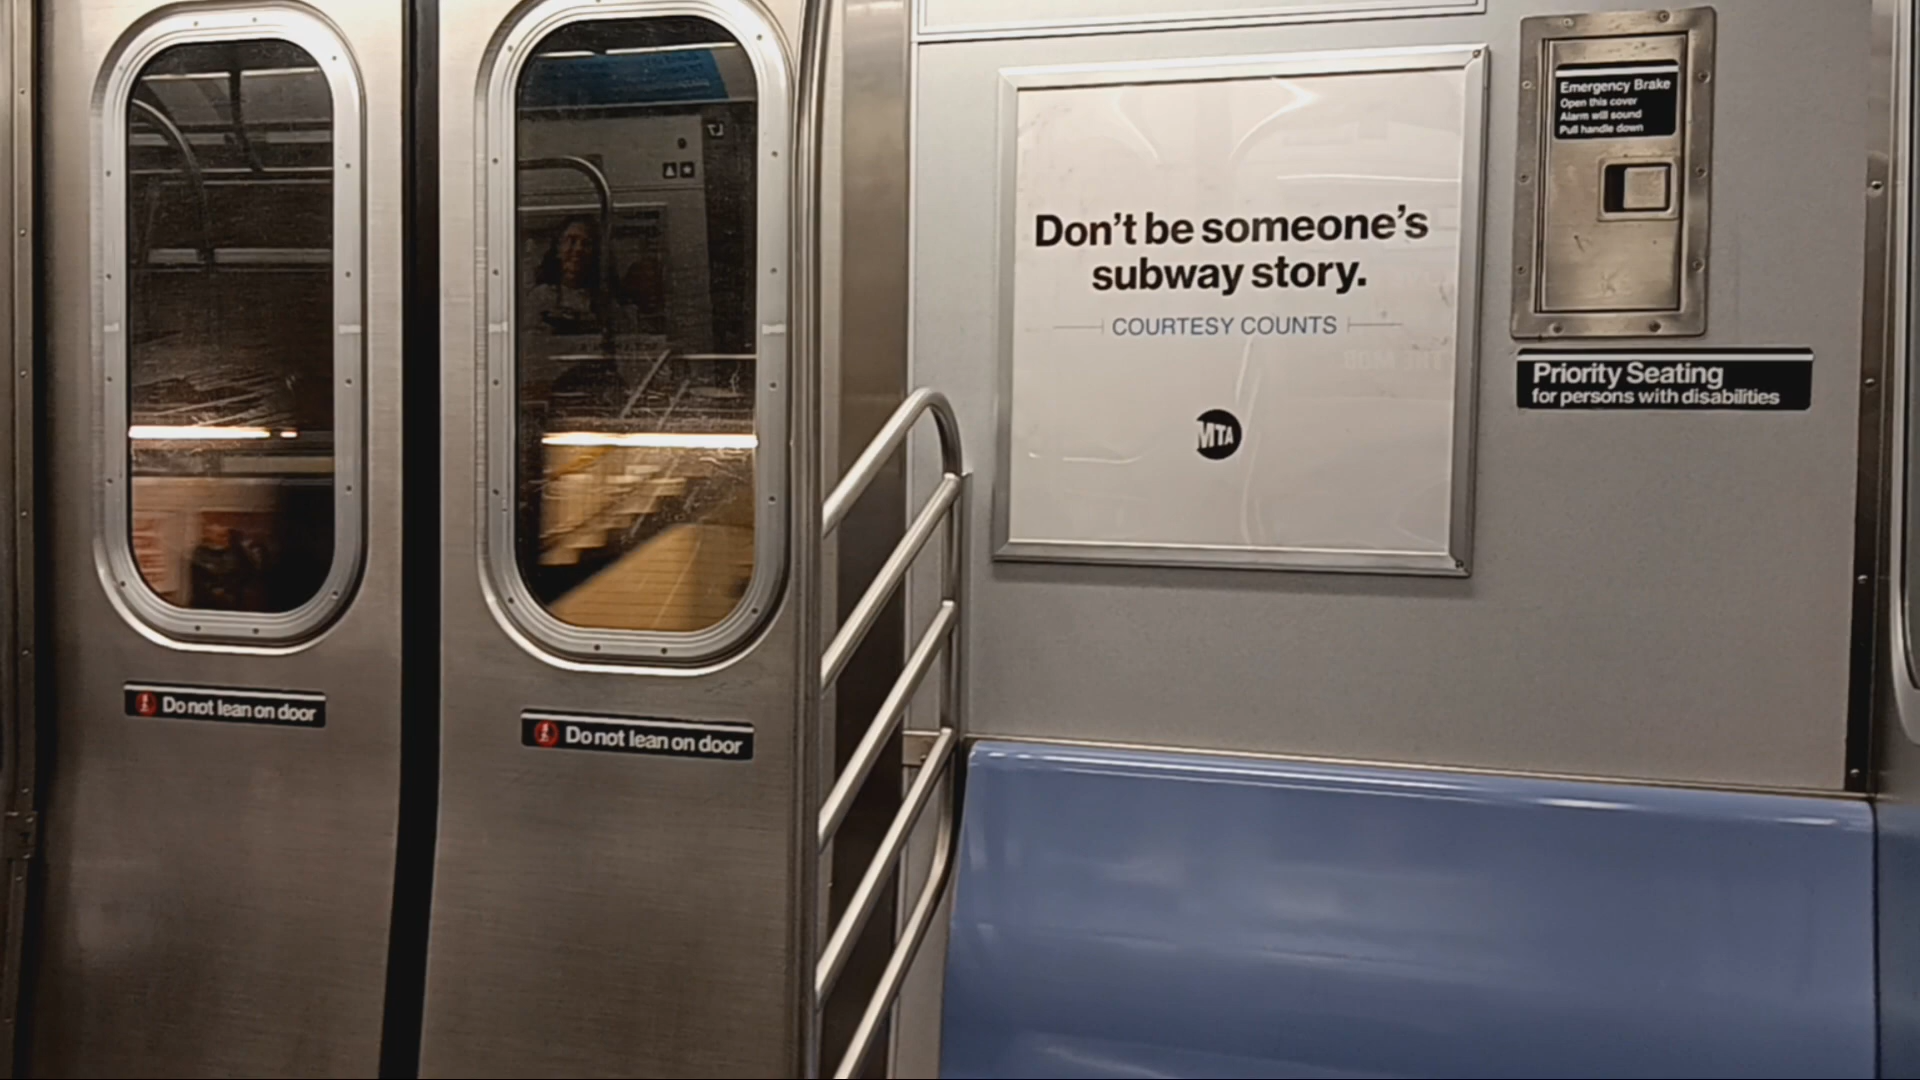 Do not lean on door
Do not lean on door
Don't be someone's
subway story.
COURTESY COUNTS
MTA
Emergency Brake
Open this cover
Alarm will sound
Pull handle down
Priority Seating
for persons with disabilities